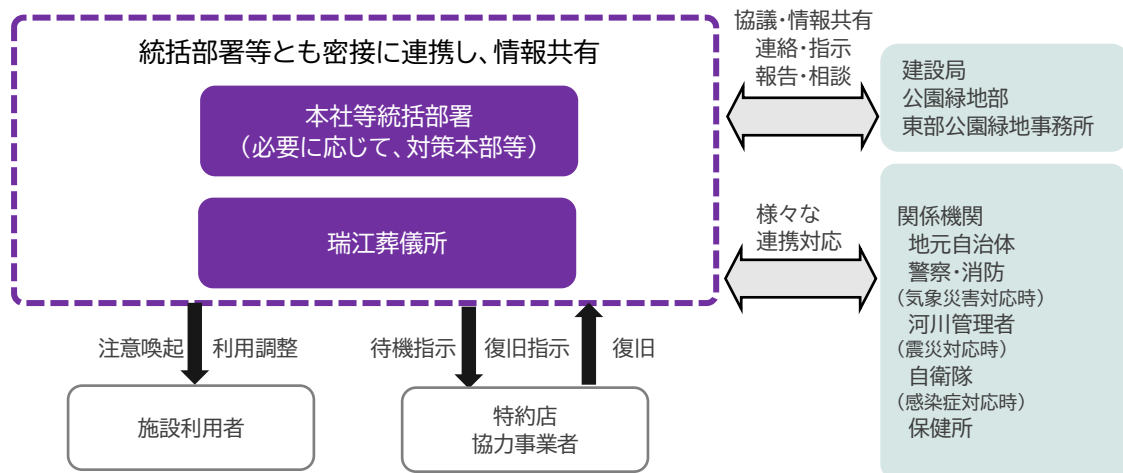 統括部署等とも密接に連携し、情報共有
本社等統括部署
（必要に応じて、対策本部等）
瑞江葬儀所
協議・情報共有
連絡・指示
報告・相談
建設局
公園緑地部
東部公園緑地事務所
様々な
連携対応
関係機関
地元自治体
警察・消防
（気象災害対応時）
河川管理者
（震災対応時）
自衛隊
（感染症対応時）
保健所
注意喚起
利用調整
待機指示
復旧指示
復旧
施設利用者
特約店
協力事業者